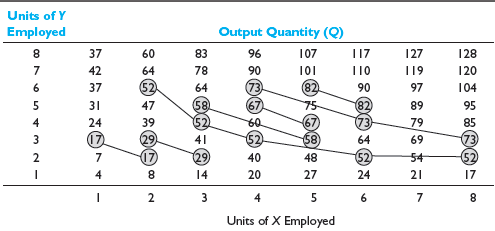 Units of Y
Employed Output Quantity (Q)
8 37 60 83 96 107 117 127 128
7 42 64 78 90 101 110 119 120
6 37 52 64 73 82 90 97 104
5 31 47 58 67 75 82 89 95
4 24 39 52 60 67 73 79 85
3 17 29 41 52 58 64 69 73
2 7 17 29 40 48 52 54 52
1 4 8 14 20 27 24 21 17
1 2 3 4 5 6 7 8
Units of X Employed